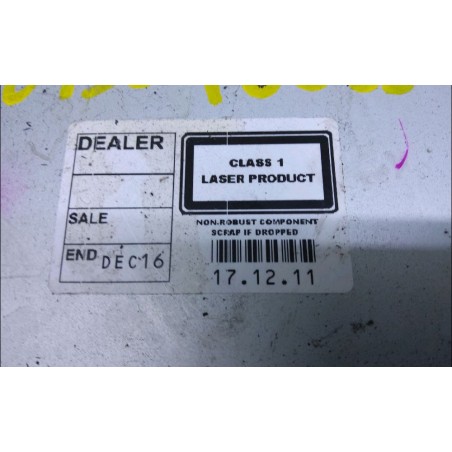 DEALER
SALE
END DEC16
CLASS 1
LASER PRODUCT
NON-ROBUST COMPONENT
SCRAP IF DROPPED
17.12.11